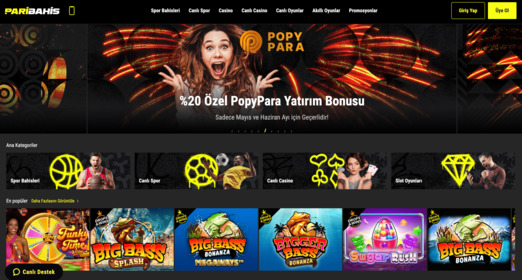 PARIBAHIS
Spor Bahisleri Canlı Spor Casino Canlı Casino Canlı Oyunlar Akıllı Oyunlar Promosyonlar
Giriş Yap Üye Ol
POPY
PARA
%20 Özel PopyPara Yatırım Bonusu
Sadece Mayıs ve Haziran Ayı için Geçerlidir!
Ana Kategoriler
Spor Bahisleri
Canlı Spor
Canlı Casino
Slot Oyunları
En popüler Daha Fazlasını Görüntüle
FUNKY
TIME
BIG BASS
SPLASH
BIG BASS
BONANZA
MEGAWAYS
BIGGER
BASS
BONANZA
SUGAR RUSH
BIG BASS
BONANZA
Canlı Destek